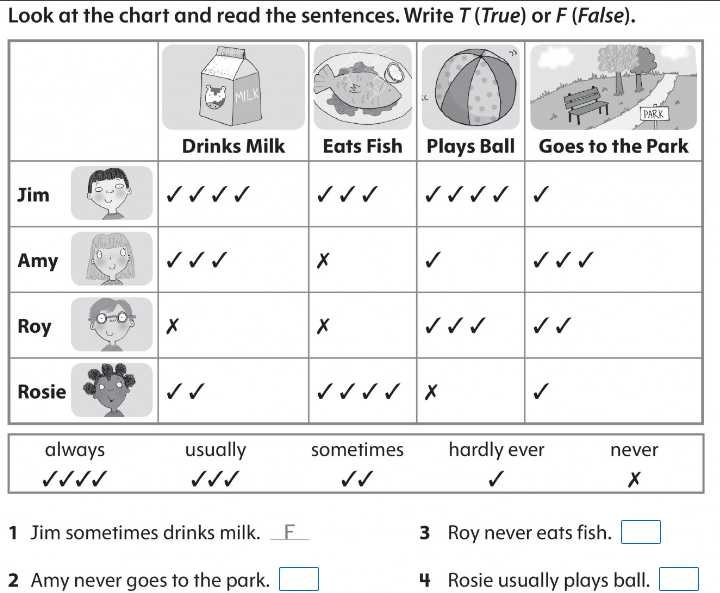 Look at the chart and read the sentences. Write T (True) or F (False).
MILK
PARK
Drinks Milk Eats Fish Plays Ball Goes to the Park
Jim ✓✓✓✓ ✓✓✓ ✓✓✓✓ ✓
Amy ✓✓✓ ✗ ✓ ✓✓✓
Roy ✗ ✗ ✓✓✓ ✓✓
Rosie ✓✓ ✓✓✓✓ ✗ ✓
always usually sometimes hardly ever never
✓✓✓✓ ✓✓✓ ✓✓ ✓ ✗
1 Jim sometimes drinks milk. F
3 Roy never eats fish.
2 Amy never goes to the park.
4 Rosie usually plays ball.